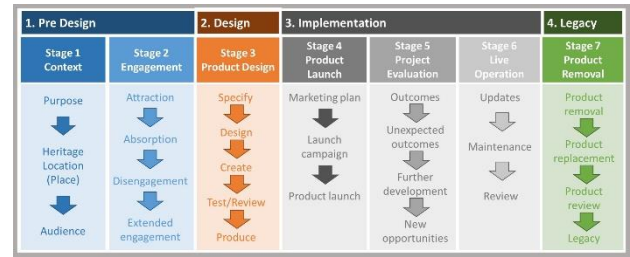 1. Pre Design
2. Design
3. Implementation
4. Legacy
Stage 1
Context
Stage 2
Engagement
Stage 3
Product Design
Stage 4
Product
Launch
Stage 5
Project
Evaluation
Stage 6
Live
Operation
Stage 7
Product
Removal
Purpose
Heritage
Location
(Place)
Audience
Attraction
Absorption
Disengagement
Extended
engagement
Specify
Design
Create
Test/Review
Produce
Marketing plan
Launch
campaign
Product launch
Outcomes
Unexpected
outcomes
Further
development
New
opportunities
Updates
Maintenance
Review
Product
removal
Product
replacement
Product
review
Legacy